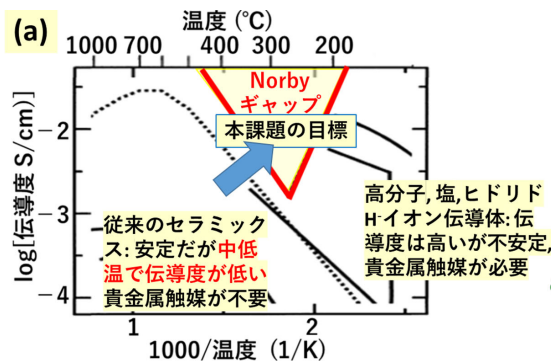 (a)
温度(℃)
1000 700 400 300 200
Norby
ギャップ
本課題の目標
log[伝導度 S/cm)]
−2
−3
−4
従来のセラミック
ス: 安定だが中低
温で伝導度が低い
貴金属触媒が不要
高分子, 塩,ヒドリド
H-イオン伝導体: 伝
導度は高いが不安定,
貴金属触媒が必要
1 2
1000/温度 (1/K)